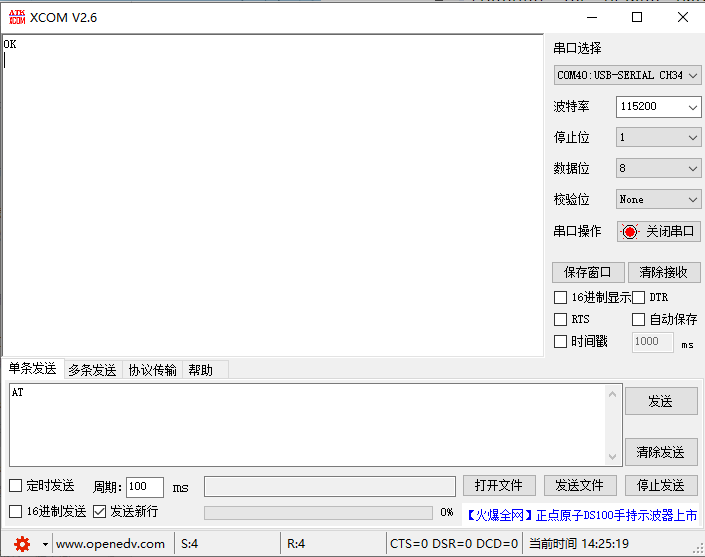 ATK
XCOM XCOM V2.6
OK
串口选择
COM40:USB-SERIAL CH34
波特率 115200
停止位 1
数据位 8
校验位 None
串口操作 关闭串口
保存窗口 清除接收
16进制显示 DTR
RTS 自动保存
时间戳 1000 ms
单条发送 多条发送 协议传输 帮助
AT
发送
清除发送
定时发送 周期: 100 ms 打开文件 发送文件 停止发送
16进制发送 发送新行 0% 【火爆全网】正点原子DS100手持示波器上市
www.openedv.com S:4 R:4 CTS=0 DSR=0 DCD=0 当前时间 14:25:19